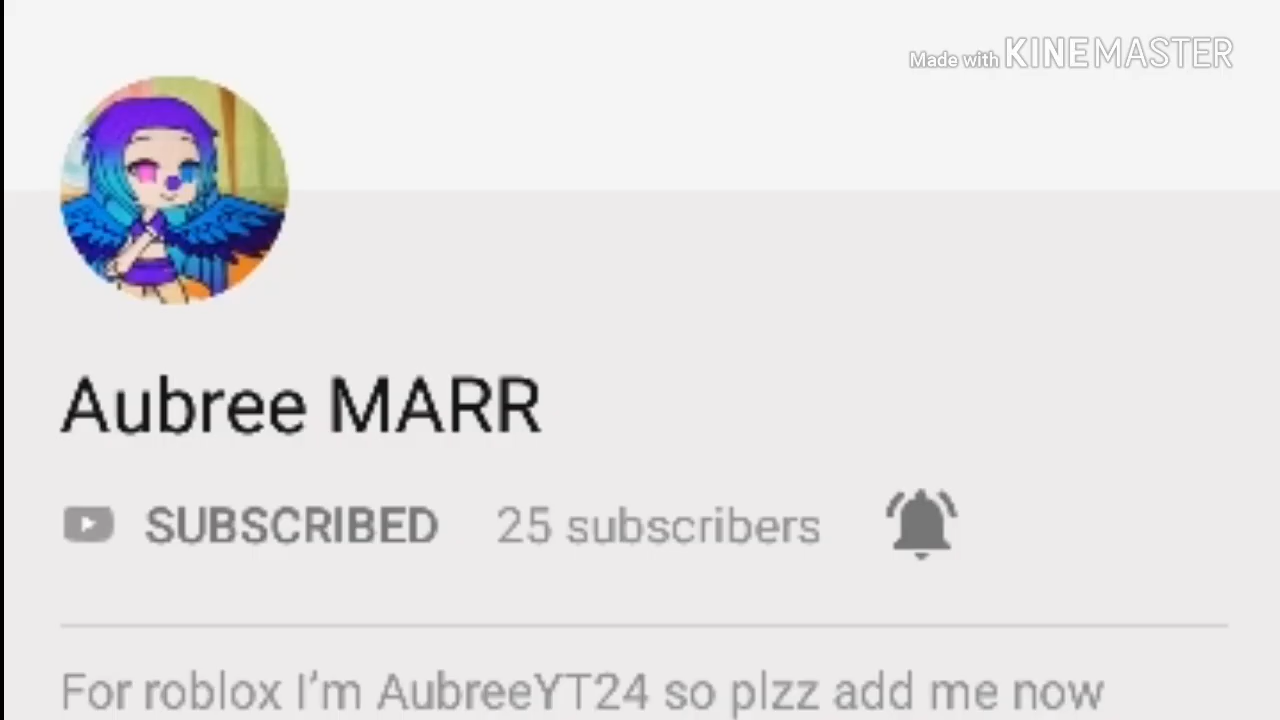 Made with KINEMASTER
Aubree MARR
SUBSCRIBED 25 subscribers
For roblox I'm AubreeYT24 so plzz add me now